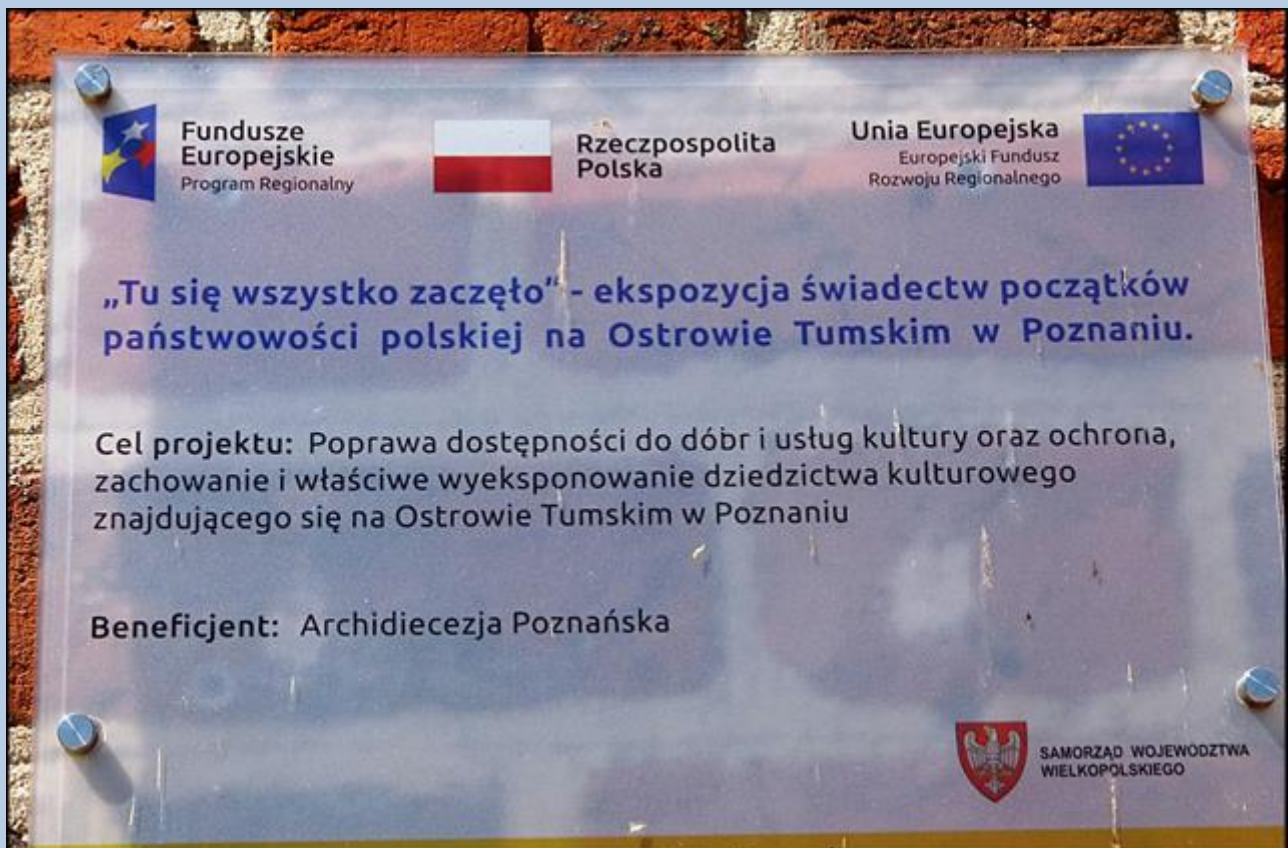 Fundusze
Europejskie
Program Regionalny
Rzeczpospolita
Polska
Unia Europejska
Europejski Fundusz
Rozwoju Regionalnego
„Tu się wszystko zaczęło” - ekspozycja świadectw początków
państwowości polskiej na Ostrowie Tumskim w Poznaniu.
Cel projektu: Poprawa dostępności do dóbr i usług kultury oraz ochrona,
zachowanie i właściwe wyeksponowanie dziedzictwa kulturowego
znajdującego się na Ostrowie Tumskim w Poznaniu
Beneficjent: Archidiecezja Poznańska
SAMORZĄD WOJEWÓDZTWA
WIELKOPOLSKIEGO